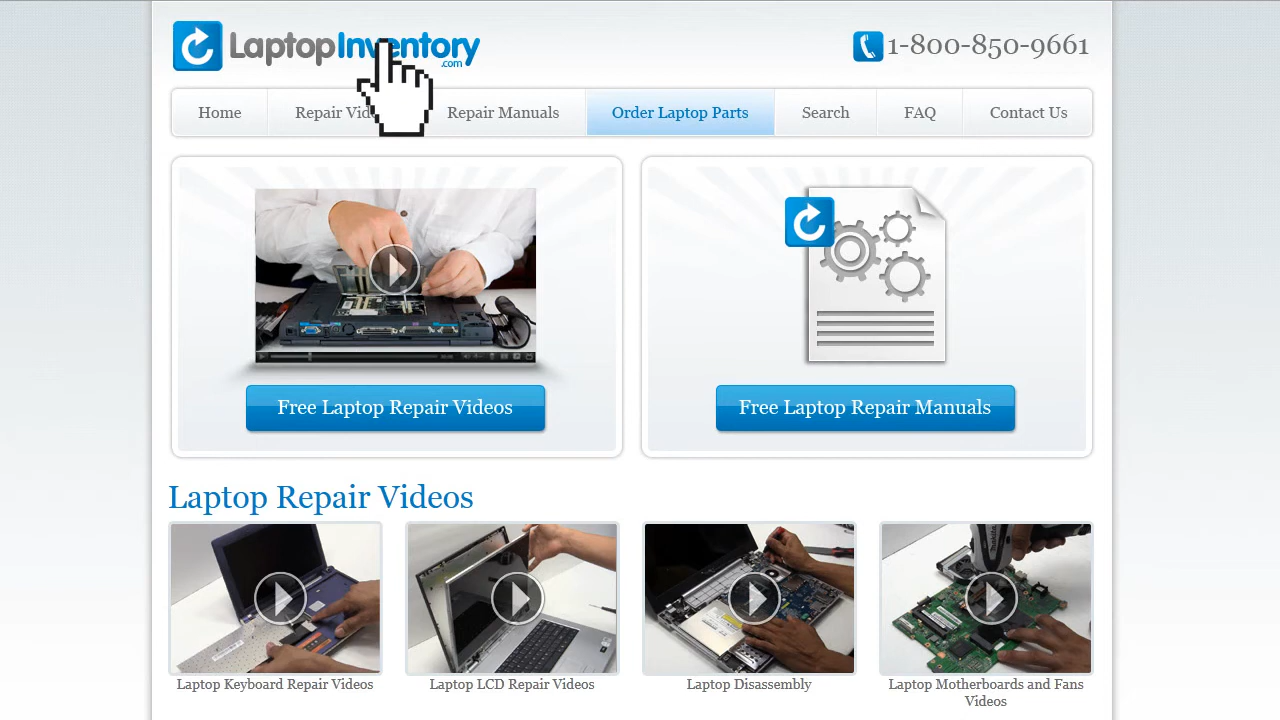 LaptopInventory
.com
1-800-850-9661
Home
Repair Vid
Repair Manuals
Order Laptop Parts
Search
FAQ
Contact Us
Free Laptop Repair Videos
Free Laptop Repair Manuals
Laptop Repair Videos
Laptop Keyboard Repair Videos
Laptop LCD Repair Videos
Laptop Disassembly
Laptop Motherboards and Fans
Videos